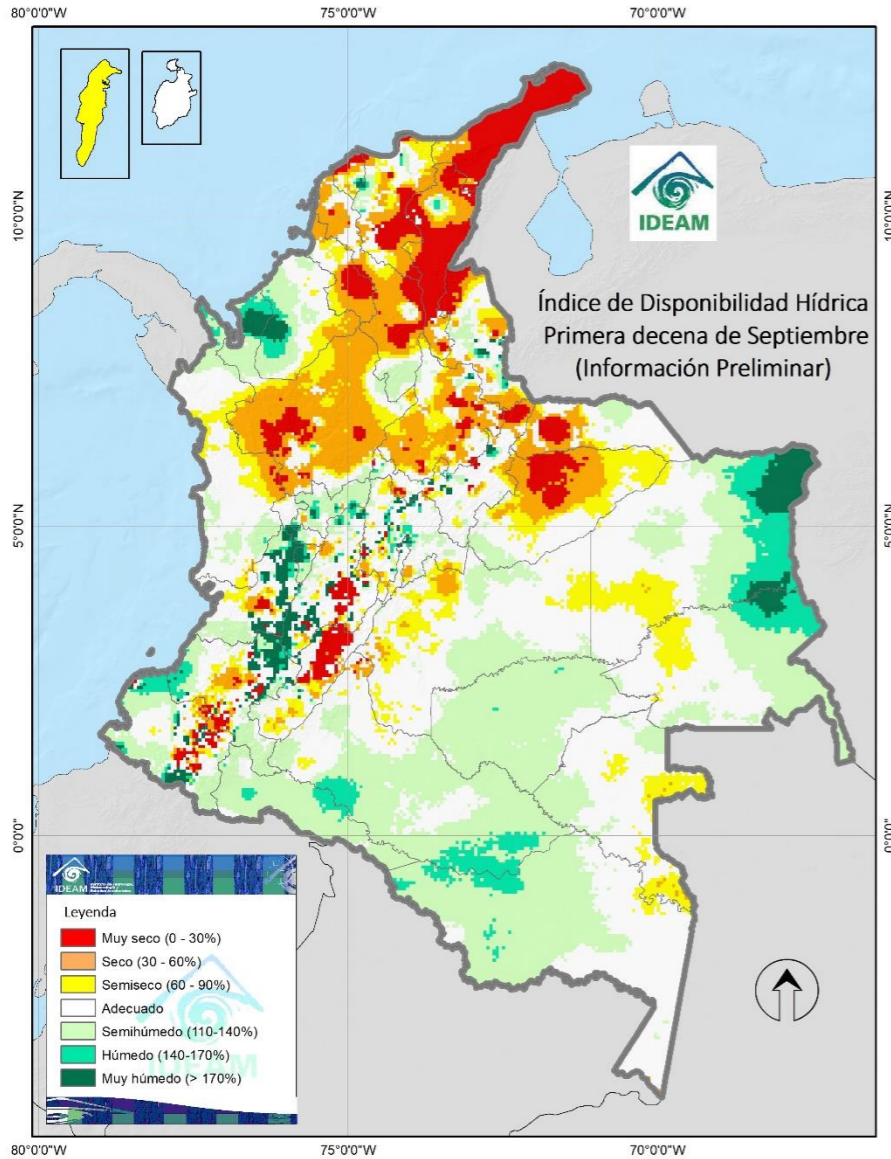 80°0'0"W
75°0'0"W
70°0'0"W
10°0'0"N
10°0'0"N
IDEAM
Índice de Disponibilidad Hídrica
Primera decena de Septiembre
(Información Preliminar)
5°0'0"N
5°0'0"N
0°0'0"
0°0'0"
IDEAM
Leyenda
Muy seco (0 - 30%)
Seco (30 - 60%)
Semiseco (60 - 90%)
Adecuado
Semihúmedo (110-140%)
Húmedo (140-170%)
Muy húmedo (> 170%)
IDEAM
80°0'0"W
75°0'0"W
70°0'0"W